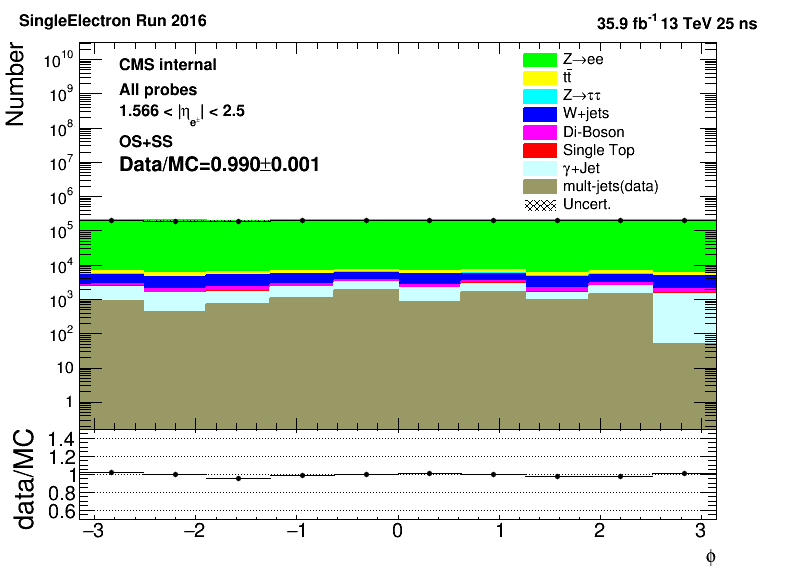 SingleElectron Run 2016
35.9 fb⁻¹ 13 TeV 25 ns
Number
CMS internal
All probes
1.566 < |η_e±| < 2.5
OS+SS
Data/MC=0.990±0.001
Z→ee
tt̄
Z→ττ
W+jets
Di-Boson
Single Top
γ+Jet
mult-jets(data)
Uncert.
10¹⁰
10⁹
10⁸
10⁷
10⁶
10⁵
10⁴
10³
10²
10
1
data/MC
1.4
1.2
1
0.8
0.6
−3 −2 −1 0 1 2 3
ϕ